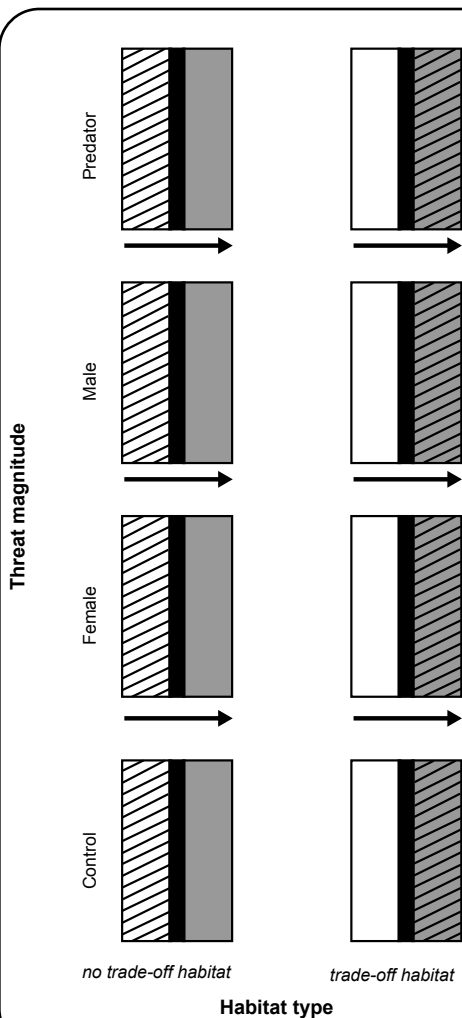 Threat magnitude
Predator
Male
Female
Control
no trade-off habitat
trade-off habitat
Habitat type